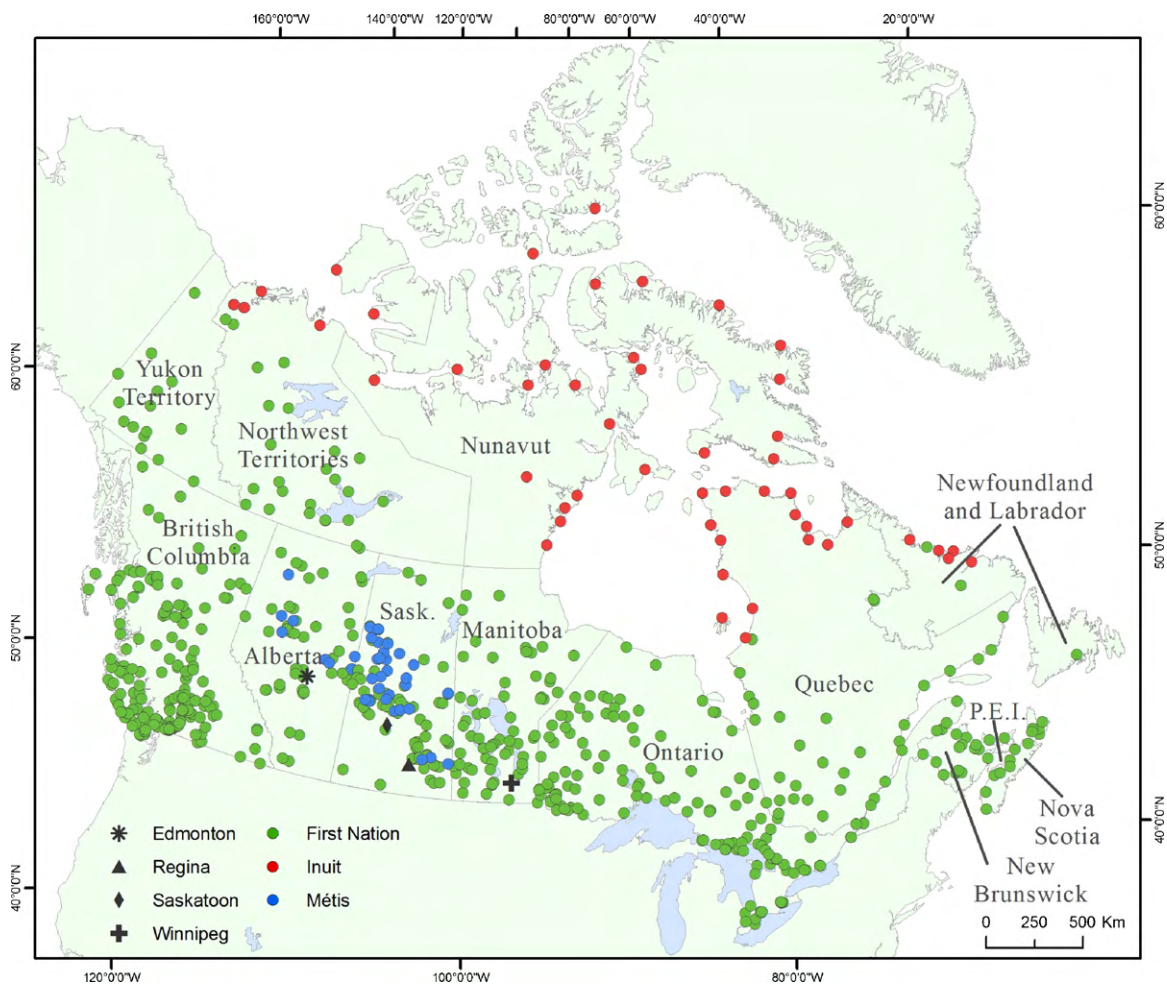 160°0'0"W
140°0'0"W
120°0'0"W
80°0'0"W
60°0'0"W
40°0'0"W
20°0'0"W
60°0'0"N
60°0'0"N
50°0'0"N
50°0'0"N
40°0'0"N
40°0'0"N
Yukon
Territory
Northwest
Territories
Nunavut
British
Columbia
Alberta
Sask.
Manitoba
Ontario
Quebec
Newfoundland
and Labrador
P.E.I.
Nova
Scotia
New
Brunswick
Edmonton
First Nation
Regina
Inuit
Saskatoon
Métis
Winnipeg
0 250 500 Km
120°0'0"W
100°0'0"W
80°0'0"W